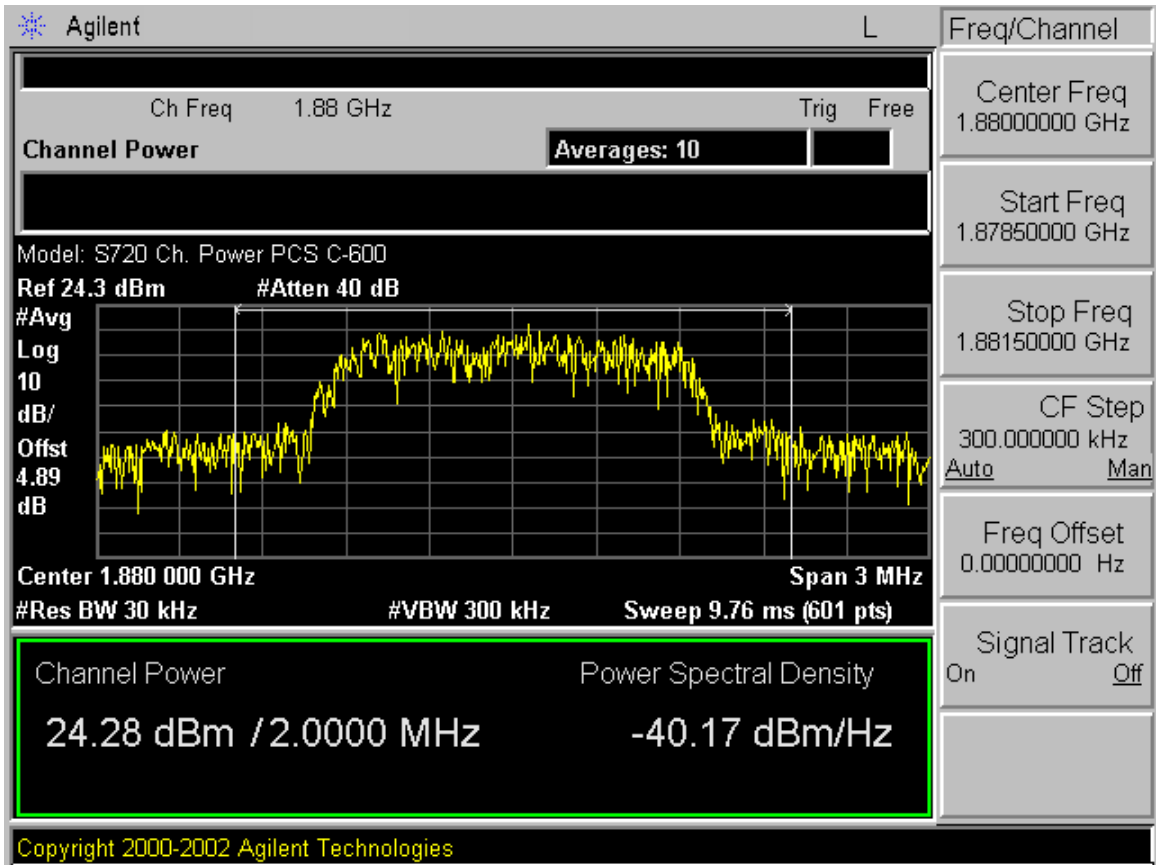 Agilent L
Ch Freq 1.88 GHz Trig Free
Channel Power Averages: 10
Model: S720 Ch. Power PCS C-600
Ref 24.3 dBm #Atten 40 dB
#Avg
Log
10
dB/
Offst
4.89
dB
Center 1.880 000 GHz Span 3 MHz
#Res BW 30 kHz #VBW 300 kHz Sweep 9.76 ms (601 pts)
Channel Power Power Spectral Density
24.28 dBm / 2.0000 MHz -40.17 dBm/Hz
Copyright 2000-2002 Agilent Technologies
Freq/Channel
Center Freq
1.88000000 GHz
Start Freq
1.87850000 GHz
Stop Freq
1.88150000 GHz
CF Step
300.000000 kHz
Auto Man
Freq Offset
0.00000000 Hz
Signal Track
On Off